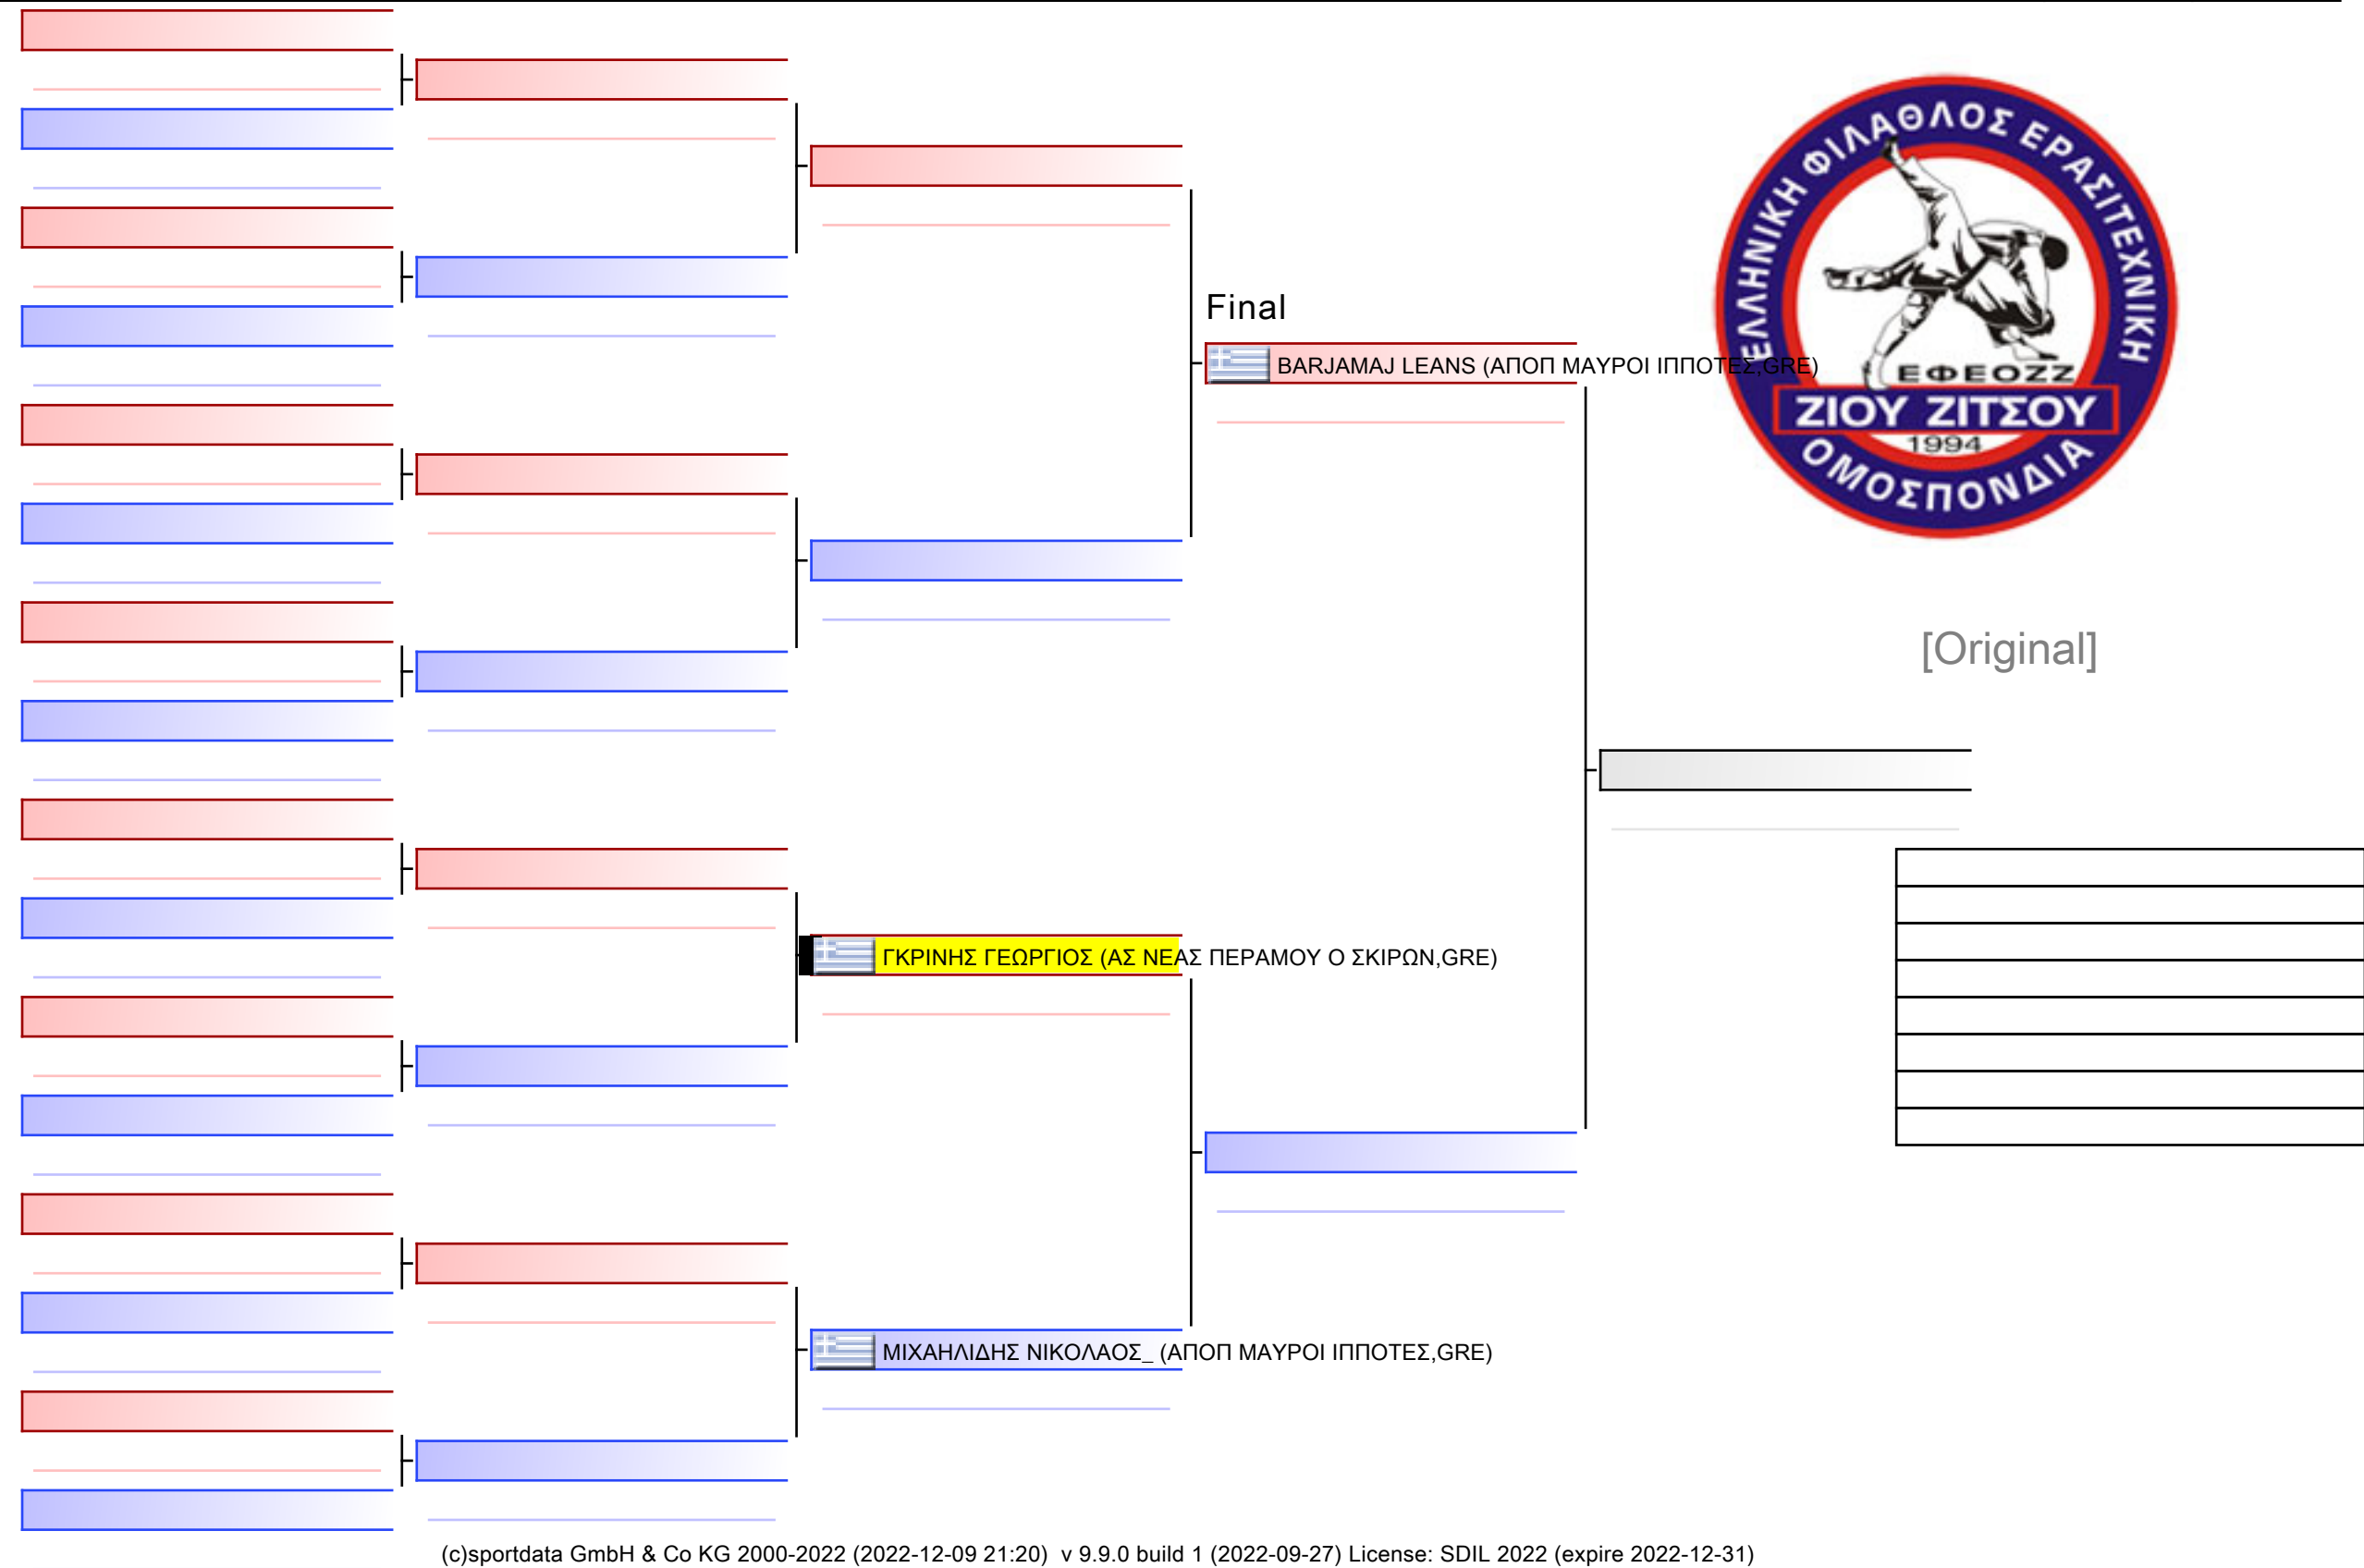 ΕΛΛΗΝΙΚΗ ΦΙΛΑΘΛΟΣ ΕΡΑΣΙΤΕΧΝΙΚΗ
Final
BARJAMAJ LEANS (ΑΠΟΠ ΜΑΥΡΟΙ ΙΠΠΟΤΕΣ,GRE)
ΕΦΕΟΖΖ
ΖΙΟΥ ΖΙΤΣΟΥ
1994
ΟΜΟΣΠΟΝΔΙΑ
[Original]
ΓΚΡΙΝΗΣ ΓΕΩΡΓΙΟΣ (ΑΣ ΝΕΑΣ ΠΕΡΑΜΟΥ Ο ΣΚΙΡΩΝ,GRE)
ΜΙΧΑΗΛΙΔΗΣ ΝΙΚΟΛΑΟΣ_ (ΑΠΟΠ ΜΑΥΡΟΙ ΙΠΠΟΤΕΣ,GRE)
(c)sportdata GmbH & Co KG 2000-2022 (2022-12-09 21:20) v 9.9.0 build 1 (2022-09-27) License: SDIL 2022 (expire 2022-12-31)